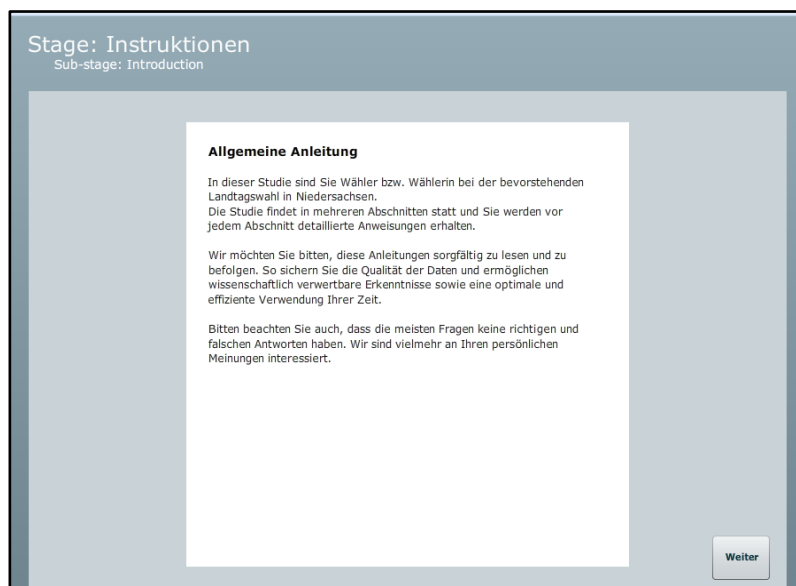 Stage: Instruktionen
Sub-stage: Introduction
Allgemeine Anleitung
In dieser Studie sind Sie Wähler bzw. Wählerin bei der bevorstehenden
Landtagswahl in Niedersachsen.
Die Studie findet in mehreren Abschnitten statt und Sie werden vor
jedem Abschnitt detaillierte Anweisungen erhalten.
Wir möchten Sie bitten, diese Anleitungen sorgfältig zu lesen und zu
befolgen. So sichern Sie die Qualität der Daten und ermöglichen
wissenschaftlich verwertbare Erkenntnisse sowie eine optimale und
effiziente Verwendung Ihrer Zeit.
Bitten beachten Sie auch, dass die meisten Fragen keine richtigen und
falschen Antworten haben. Wir sind vielmehr an Ihren persönlichen
Meinungen interessiert.
Weiter